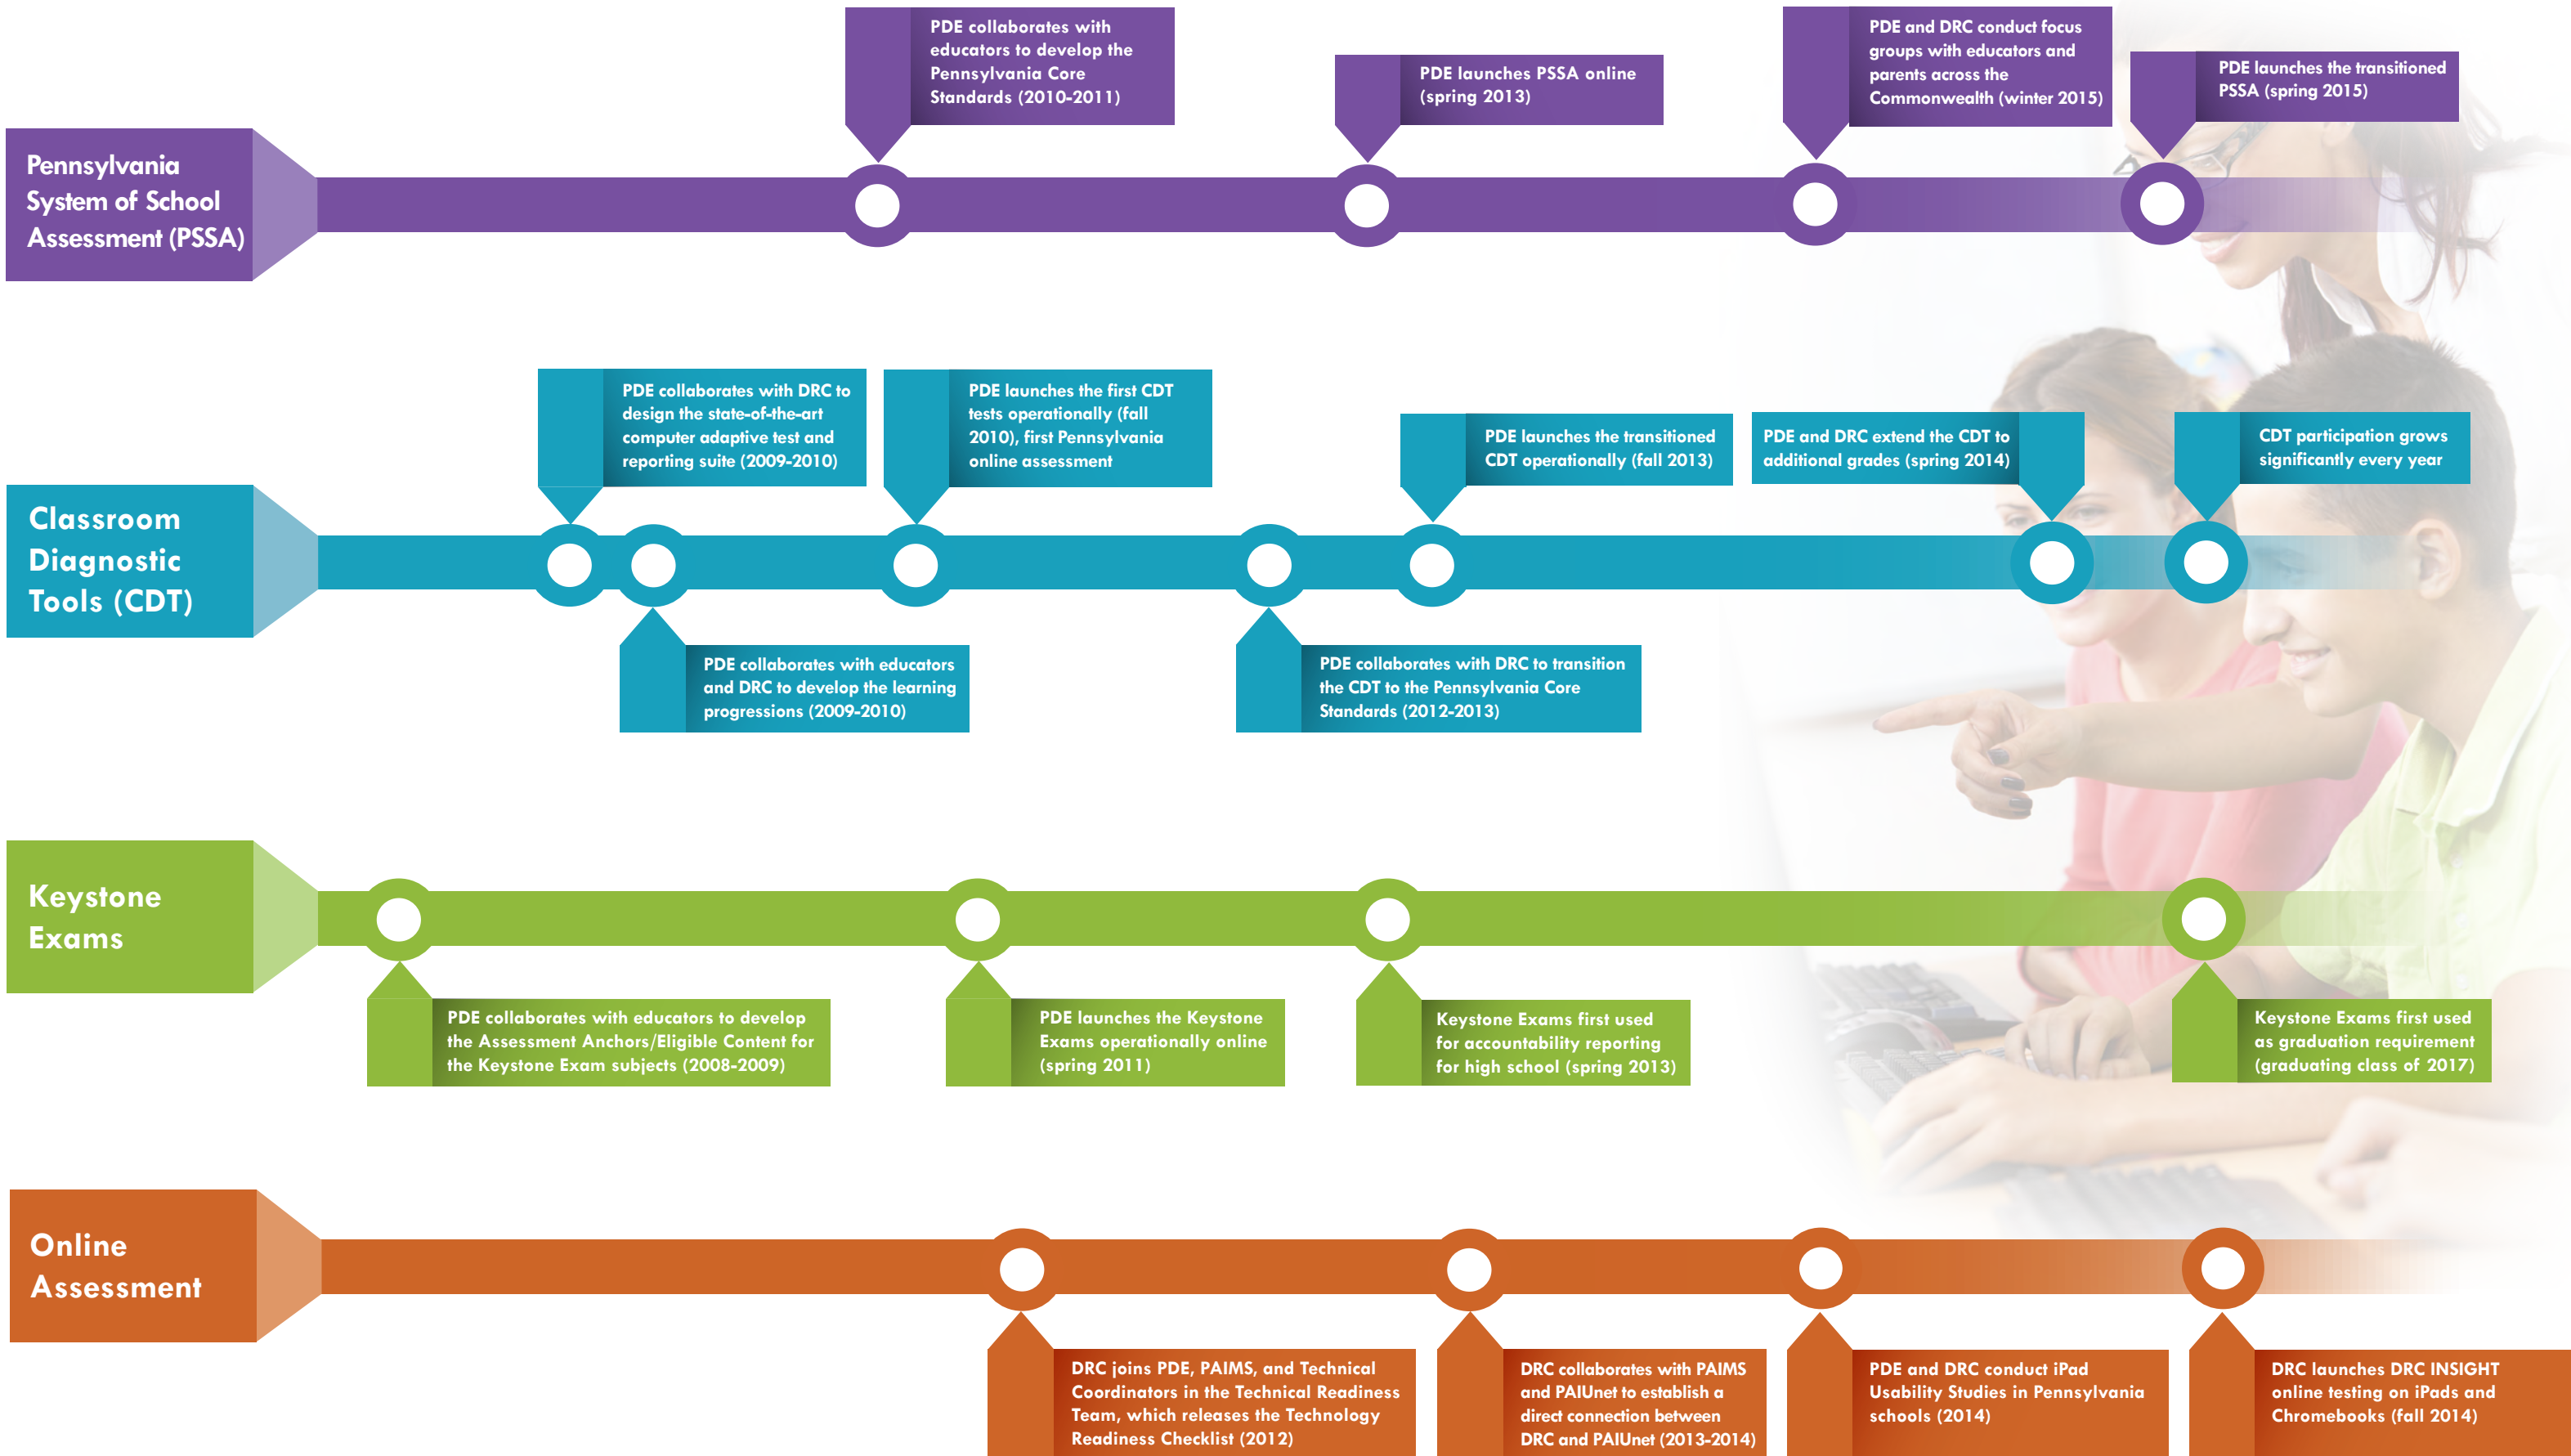 Pennsylvania
System of School
Assessment (PSSA)
PDE collaborates with
educators to develop the
Pennsylvania Core
Standards (2010-2011)
PDE launches PSSA online
(spring 2013)
PDE and DRC conduct focus
groups with educators and
parents across the
Commonwealth (winter 2015)
PDE launches the transitioned
PSSA (spring 2015)
Classroom
Diagnostic
Tools (CDT)
PDE collaborates with DRC to
design the state-of-the-art
computer adaptive test and
reporting suite (2009-2010)
PDE collaborates with educators
and DRC to develop the learning
progressions (2009-2010)
PDE launches the first CDT
tests operationally (fall
2010), first Pennsylvania
online assessment
PDE collaborates with DRC to transition
the CDT to the Pennsylvania Core
Standards (2012-2013)
PDE launches the transitioned
CDT operationally (fall 2013)
PDE and DRC extend the CDT to
additional grades (spring 2014)
CDT participation grows
significantly every year
Keystone
Exams
PDE collaborates with educators to develop
the Assessment Anchors/Eligible Content for
the Keystone Exam subjects (2008-2009)
PDE launches the Keystone
Exams operationally online
(spring 2011)
Keystone Exams first used
for accountability reporting
for high school (spring 2013)
Keystone Exams first used
as graduation requirement
(graduating class of 2017)
Online
Assessment
DRC joins PDE, PAIMS, and Technical
Coordinators in the Technical Readiness
Team, which releases the Technology
Readiness Checklist (2012)
DRC collaborates with PAIMS
and PAIUnet to establish a
direct connection between
DRC and PAIUnet (2013-2014)
PDE and DRC conduct iPad
Usability Studies in Pennsylvania
schools (2014)
DRC launches DRC INSIGHT
online testing on iPads and
Chromebooks (fall 2014)